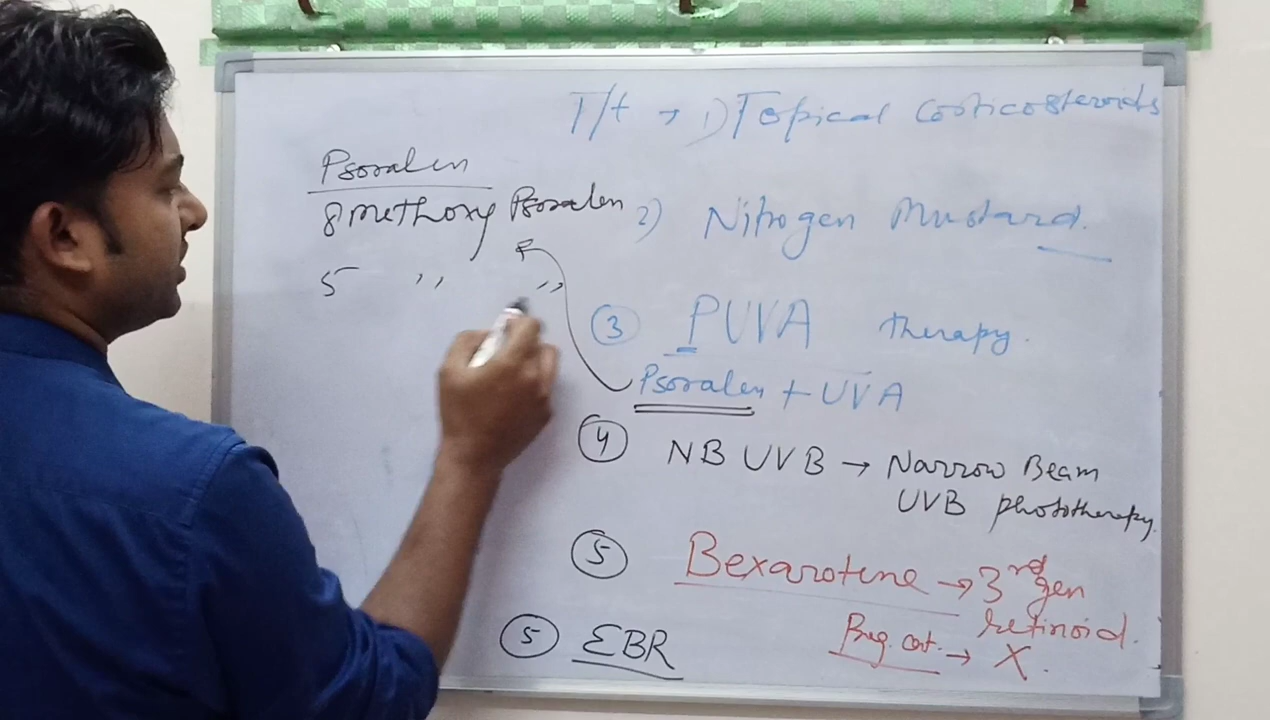 T/t → 1) Topical Corticosteroids
Psoralen
8 Methoxy Psoralen
5 ,, ,,
2) Nitrogen Mustard.
3 PUVA therapy.
Psoralen + UVA
4 NB UVB → Narrow Beam
UVB phototherapy.
5 Bexarotene → 3rd gen
retinoid.
Preg. cat. → X.
5 EBR